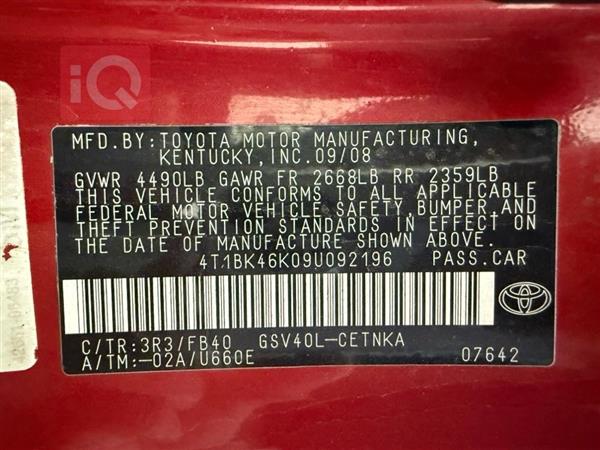 iQ
MFD.BY:TOYOTA MOTOR MANUFACTURING,
KENTUCKY,INC.09/08
GVWR 4490LB GAWR FR 2668LB RR 2359LB
THIS VEHICLE CONFORMS TO ALL APPLICABLE
FEDERAL MOTOR VEHICLE SAFETY,BUMPER,AND
THEFT PREVENTION STANDARDS IN EFFECT ON
THE DATE OF MANUFACTURE SHOWN ABOVE.
4T1BK46K09U092196 PASS.CAR
C/TR:3R3/FB40 GSV40L-CETNKA
A/TM:-02A/U660E 07642